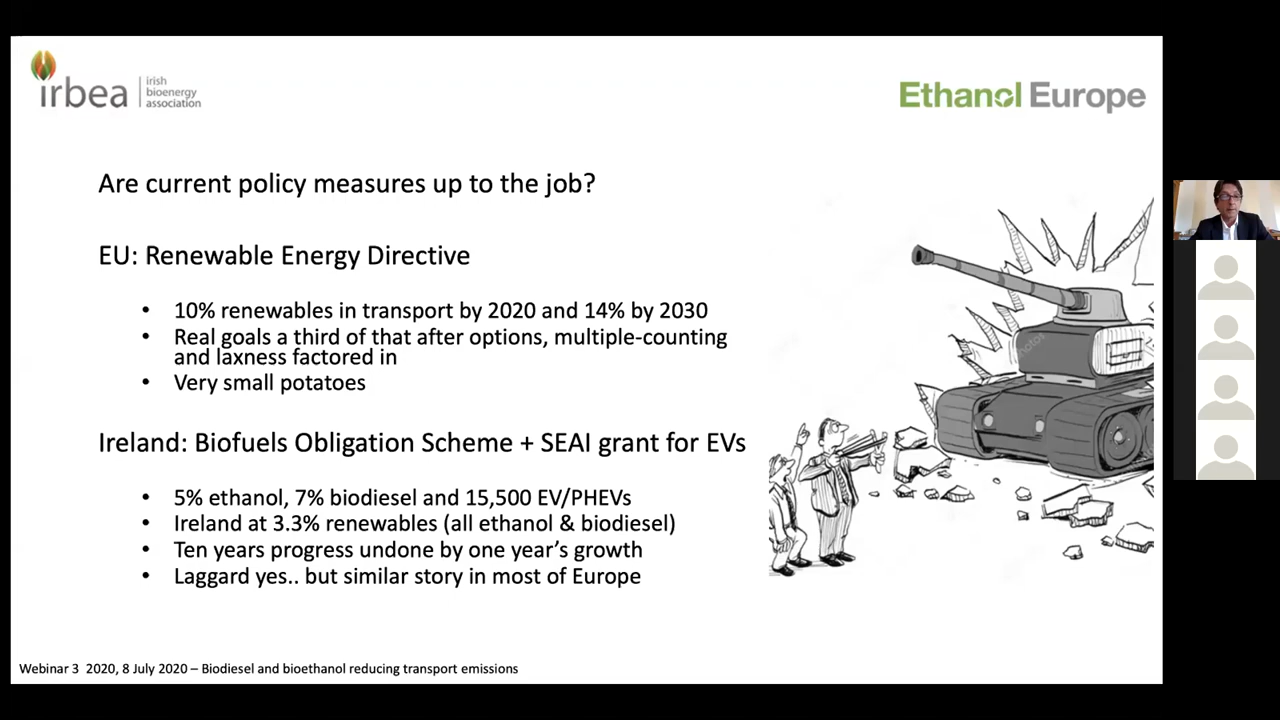 irbea
irish
bioenergy
association
Ethanol Europe
Are current policy measures up to the job?
EU: Renewable Energy Directive
• 10% renewables in transport by 2020 and 14% by 2030
• Real goals a third of that after options, multiple-counting
and laxness factored in
• Very small potatoes
Ireland: Biofuels Obligation Scheme + SEAI grant for EVs
• 5% ethanol, 7% biodiesel and 15,500 EV/PHEVs
• Ireland at 3.3% renewables (all ethanol & biodiesel)
• Ten years progress undone by one year’s growth
• Laggard yes.. but similar story in most of Europe
Webinar 3 2020, 8 July 2020 – Biodiesel and bioethanol reducing transport emissions